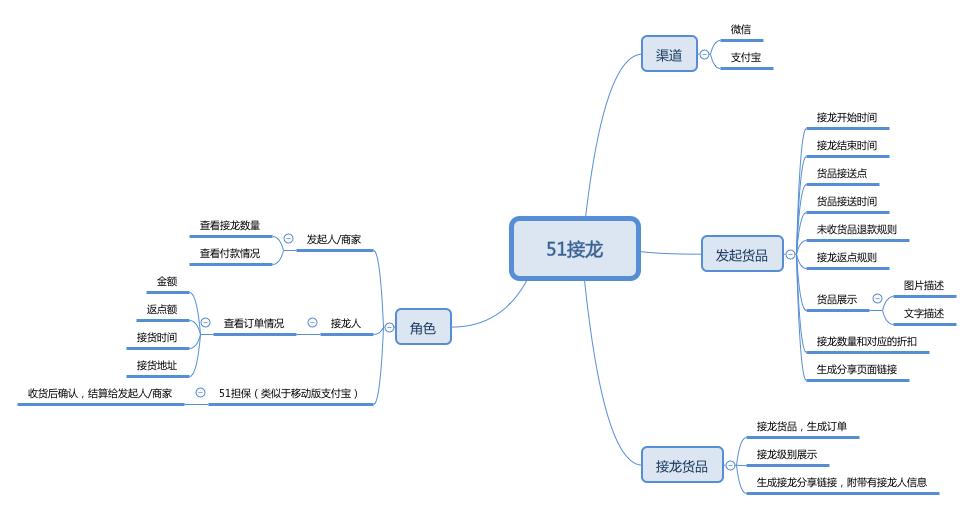 51接龙
渠道
微信
支付宝
发起货品
接龙开始时间
接龙结束时间
货品接送点
货品接送时间
未收货品退款规则
接龙返点规则
货品展示
图片描述
文字描述
接龙数量和对应的折扣
生成分享页面链接
接龙货品
接龙货品，生成订单
接龙级别展示
生成接龙分享链接，附带有接龙人信息
角色
发起人/商家
查看接龙数量
查看付款情况
接龙人
查看订单情况
金额
返点额
接货时间
接货地址
51担保（类似于移动版支付宝）
收货后确认，结算给发起人/商家